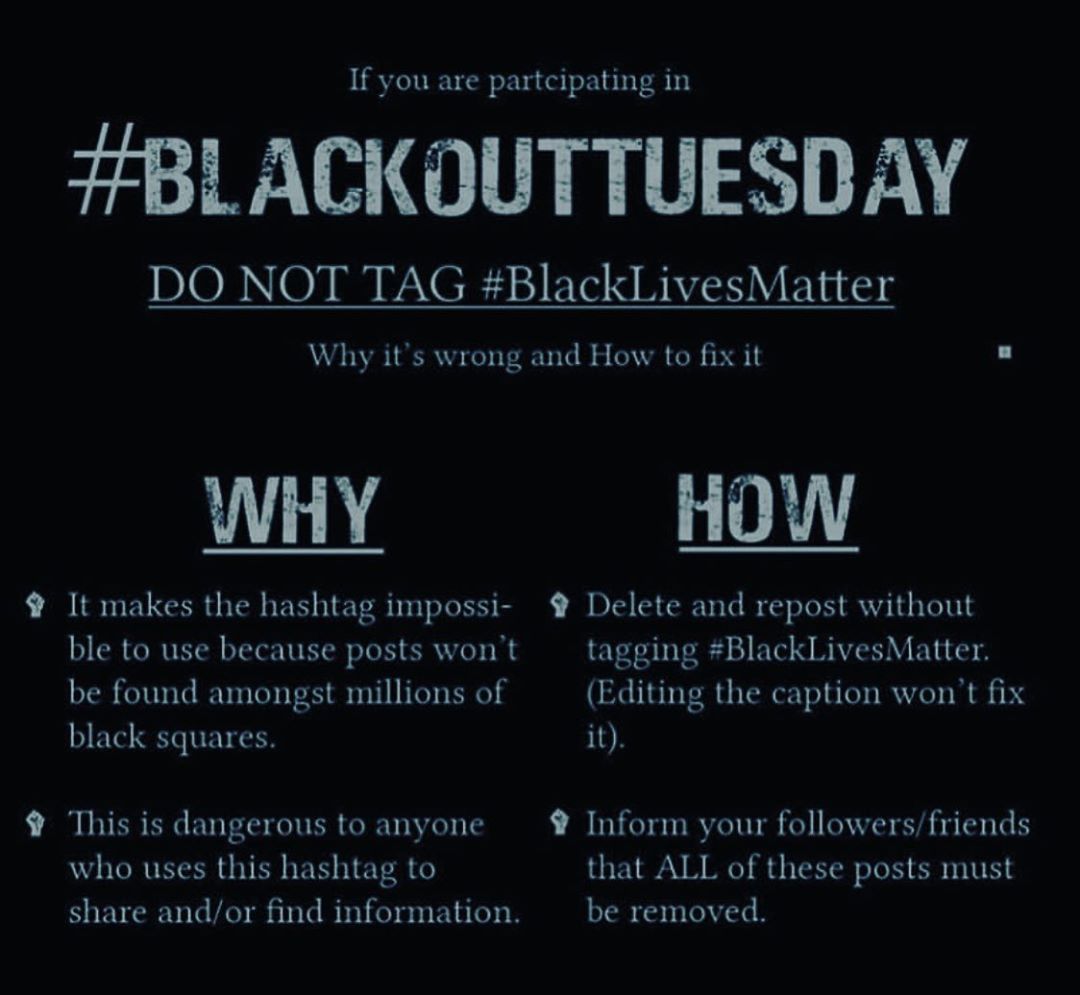 If you are partcipating in
#BLACKOUTTUESDAY
DO NOT TAG #BlackLivesMatter
Why it's wrong and How to fix it
WHY
It makes the hashtag impossi-
ble to use because posts won't
be found amongst millions of
black squares.
This is dangerous to anyone
who uses this hashtag to
share and/or find information.
HOW
Delete and repost without
tagging #BlackLivesMatter.
(Editing the caption won't fix
it).
Inform your followers/friends
that ALL of these posts must
be removed.